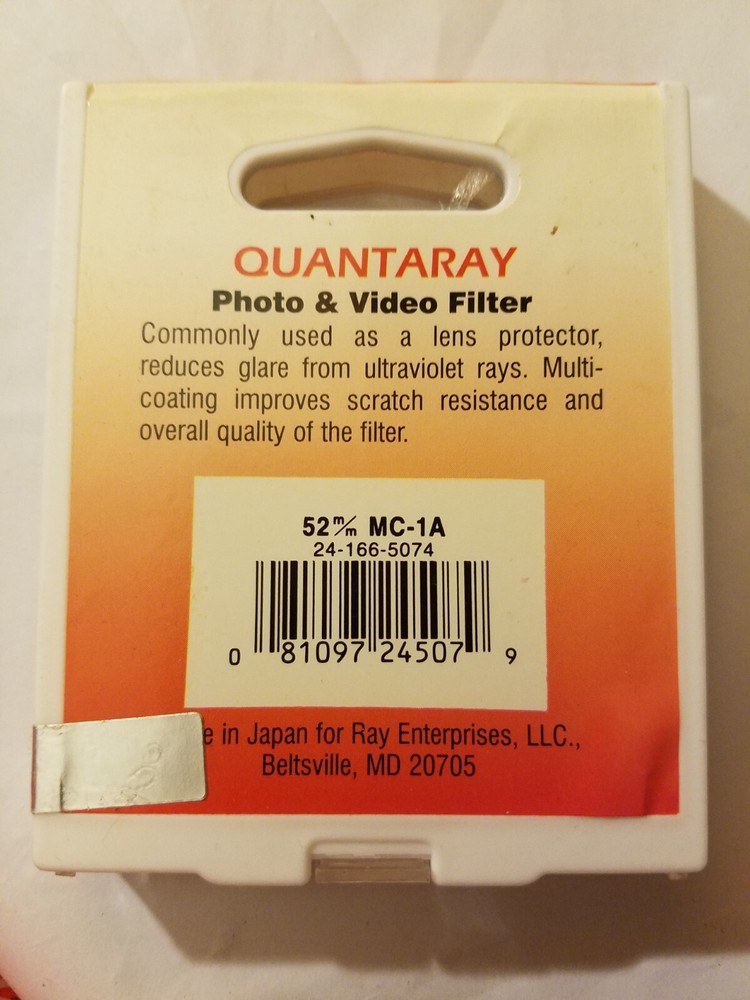 QUANTARAY
Photo & Video Filter
Commonly used as a lens protector,
reduces glare from ultraviolet rays. Multi-
coating improves scratch resistance and
overall quality of the filter.
52 m/m MC-1A
24-166-5074
0 81097 24507 9
e in Japan for Ray Enterprises, LLC.,
Beltsville, MD 20705